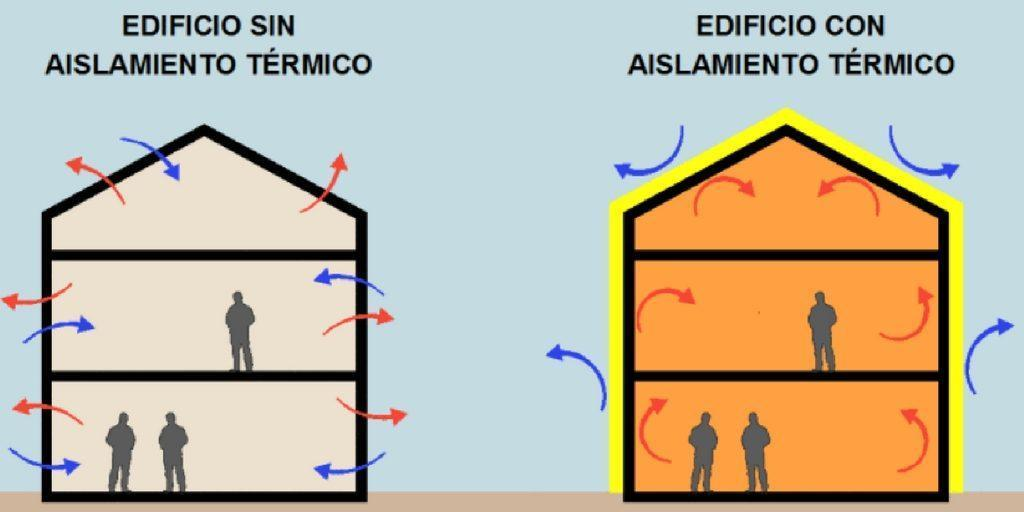 EDIFICIO SIN
AISLAMIENTO TÉRMICO
EDIFICIO CON
AISLAMIENTO TÉRMICO